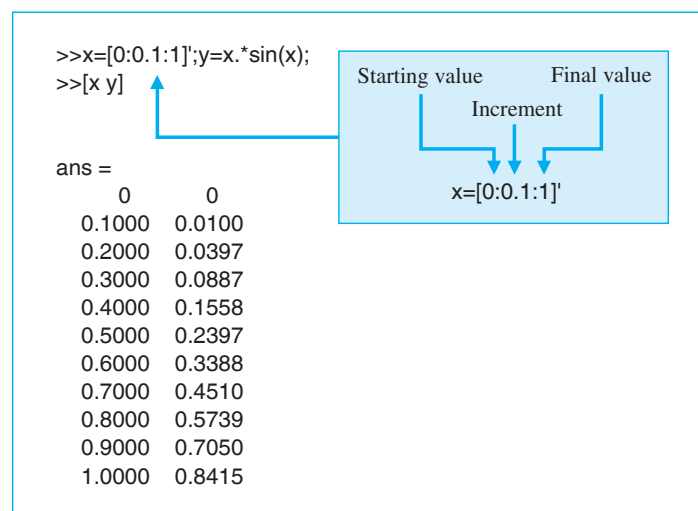 >>x=[0:0.1:1]';y=x.*sin(x);
>>[x y]
Starting value
Final value
Increment
x=[0:0.1:1]'
ans =
0 0
0.1000 0.0100
0.2000 0.0397
0.3000 0.0887
0.4000 0.1558
0.5000 0.2397
0.6000 0.3388
0.7000 0.4510
0.8000 0.5739
0.9000 0.7050
1.0000 0.8415